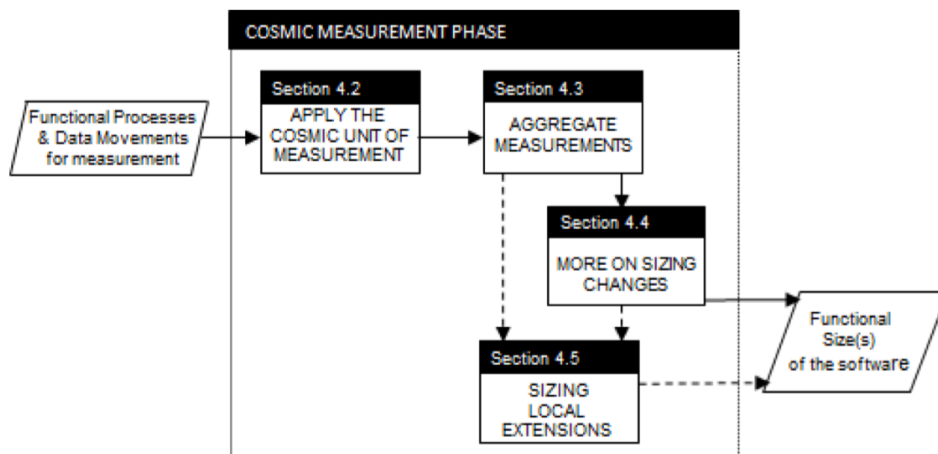 COSMIC MEASUREMENT PHASE
Functional Processes
& Data Movements
for measurement
Section 4.2
APPLY THE
COSMIC UNIT OF
MEASUREMENT
Section 4.3
AGGREGATE
MEASUREMENTS
Section 4.4
MORE ON SIZING
CHANGES
Section 4.5
SIZING
LOCAL
EXTENSIONS
Functional
Size(s)
of the software